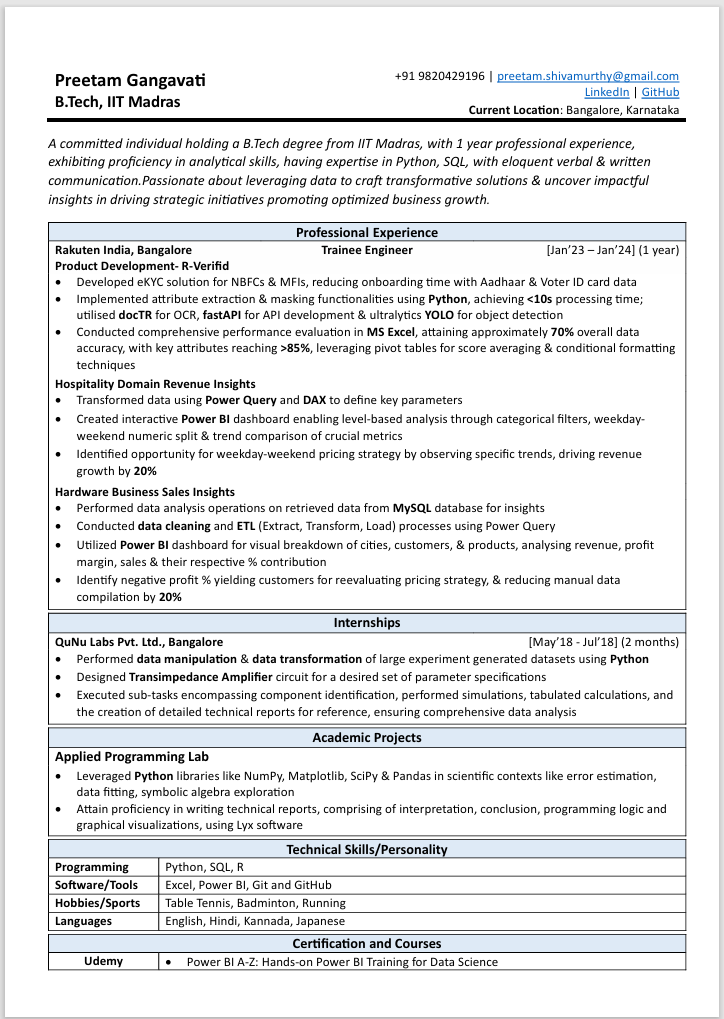 Preetam Gangavati
B.Tech, IIT Madras
+91 9820429196 | preetam.shivamurthy@gmail.com
LinkedIn | GitHub
Current Location: Bangalore, Karnataka
A committed individual holding a B.Tech degree from IIT Madras, with 1 year professional experience,
exhibiting proficiency in analytical skills, having expertise in Python, SQL, with eloquent verbal & written
communication.Passionate about leveraging data to craft transformative solutions & uncover impactful
insights in driving strategic initiatives promoting optimized business growth.
Professional Experience
Rakuten India, Bangalore Trainee Engineer [Jan’23 – Jan’24] (1 year)
Product Development- R-Verifid
• Developed eKYC solution for NBFCs & MFIs, reducing onboarding time with Aadhaar & Voter ID card data
• Implemented attribute extraction & masking functionalities using Python, achieving <10s processing time;
utilised docTR for OCR, fastAPI for API development & ultralytics YOLO for object detection
• Conducted comprehensive performance evaluation in MS Excel, attaining approximately 70% overall data
accuracy, with key attributes reaching >85%, leveraging pivot tables for score averaging & conditional formatting
techniques
Hospitality Domain Revenue Insights
• Transformed data using Power Query and DAX to define key parameters
• Created interactive Power BI dashboard enabling level-based analysis through categorical filters, weekday-
weekend numeric split & trend comparison of crucial metrics
• Identified opportunity for weekday-weekend pricing strategy by observing specific trends, driving revenue
growth by 20%
Hardware Business Sales Insights
• Performed data analysis operations on retrieved data from MySQL database for insights
• Conducted data cleaning and ETL (Extract, Transform, Load) processes using Power Query
• Utilized Power BI dashboard for visual breakdown of cities, customers, & products, analysing revenue, profit
margin, sales & their respective % contribution
• Identify negative profit % yielding customers for reevaluating pricing strategy, & reducing manual data
compilation by 20%
Internships
QuNu Labs Pvt. Ltd., Bangalore [May’18 - Jul’18] (2 months)
• Performed data manipulation & data transformation of large experiment generated datasets using Python
• Designed Transimpedance Amplifier circuit for a desired set of parameter specifications
• Executed sub-tasks encompassing component identification, performed simulations, tabulated calculations, and
the creation of detailed technical reports for reference, ensuring comprehensive data analysis
Academic Projects
Applied Programming Lab
• Leveraged Python libraries like NumPy, Matplotlib, SciPy & Pandas in scientific contexts like error estimation,
data fitting, symbolic algebra exploration
• Attain proficiency in writing technical reports, comprising of interpretation, conclusion, programming logic and
graphical visualizations, using Lyx software
Technical Skills/Personality
Programming Python, SQL, R
Software/Tools Excel, Power BI, Git and GitHub
Hobbies/Sports Table Tennis, Badminton, Running
Languages English, Hindi, Kannada, Japanese
Certification and Courses
Udemy • Power BI A-Z: Hands-on Power BI Training for Data Science